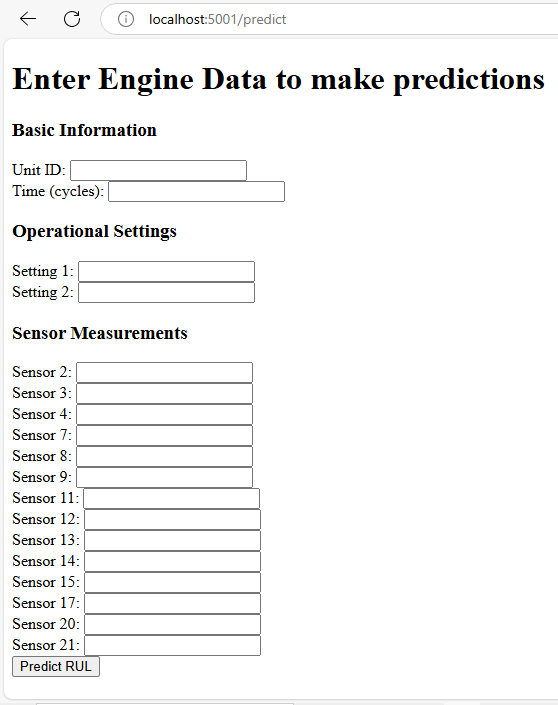 localhost:5001/predict
Enter Engine Data to make predictions
Basic Information
Unit ID:
Time (cycles):
Operational Settings
Setting 1:
Setting 2:
Sensor Measurements
Sensor 2:
Sensor 3:
Sensor 4:
Sensor 7:
Sensor 8:
Sensor 9:
Sensor 11:
Sensor 12:
Sensor 13:
Sensor 14:
Sensor 15:
Sensor 17:
Sensor 20:
Sensor 21:
Predict RUL